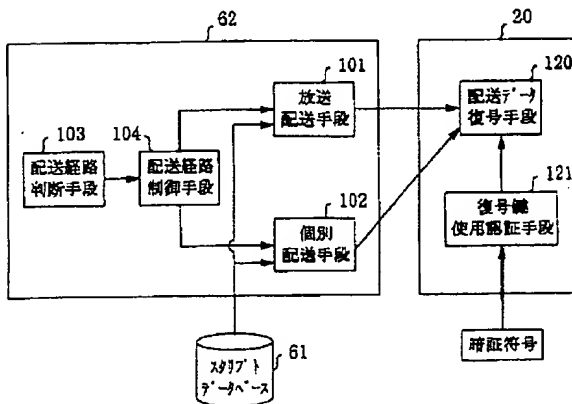 62
20
101
放送
配送手段
120
配送データ
復号手段
103
配送経路
判断手段
104
配送経路
制御手段
102
個別
配送手段
121
復号鍵
使用認証手段
スクリプト
データベース
61
暗証符号